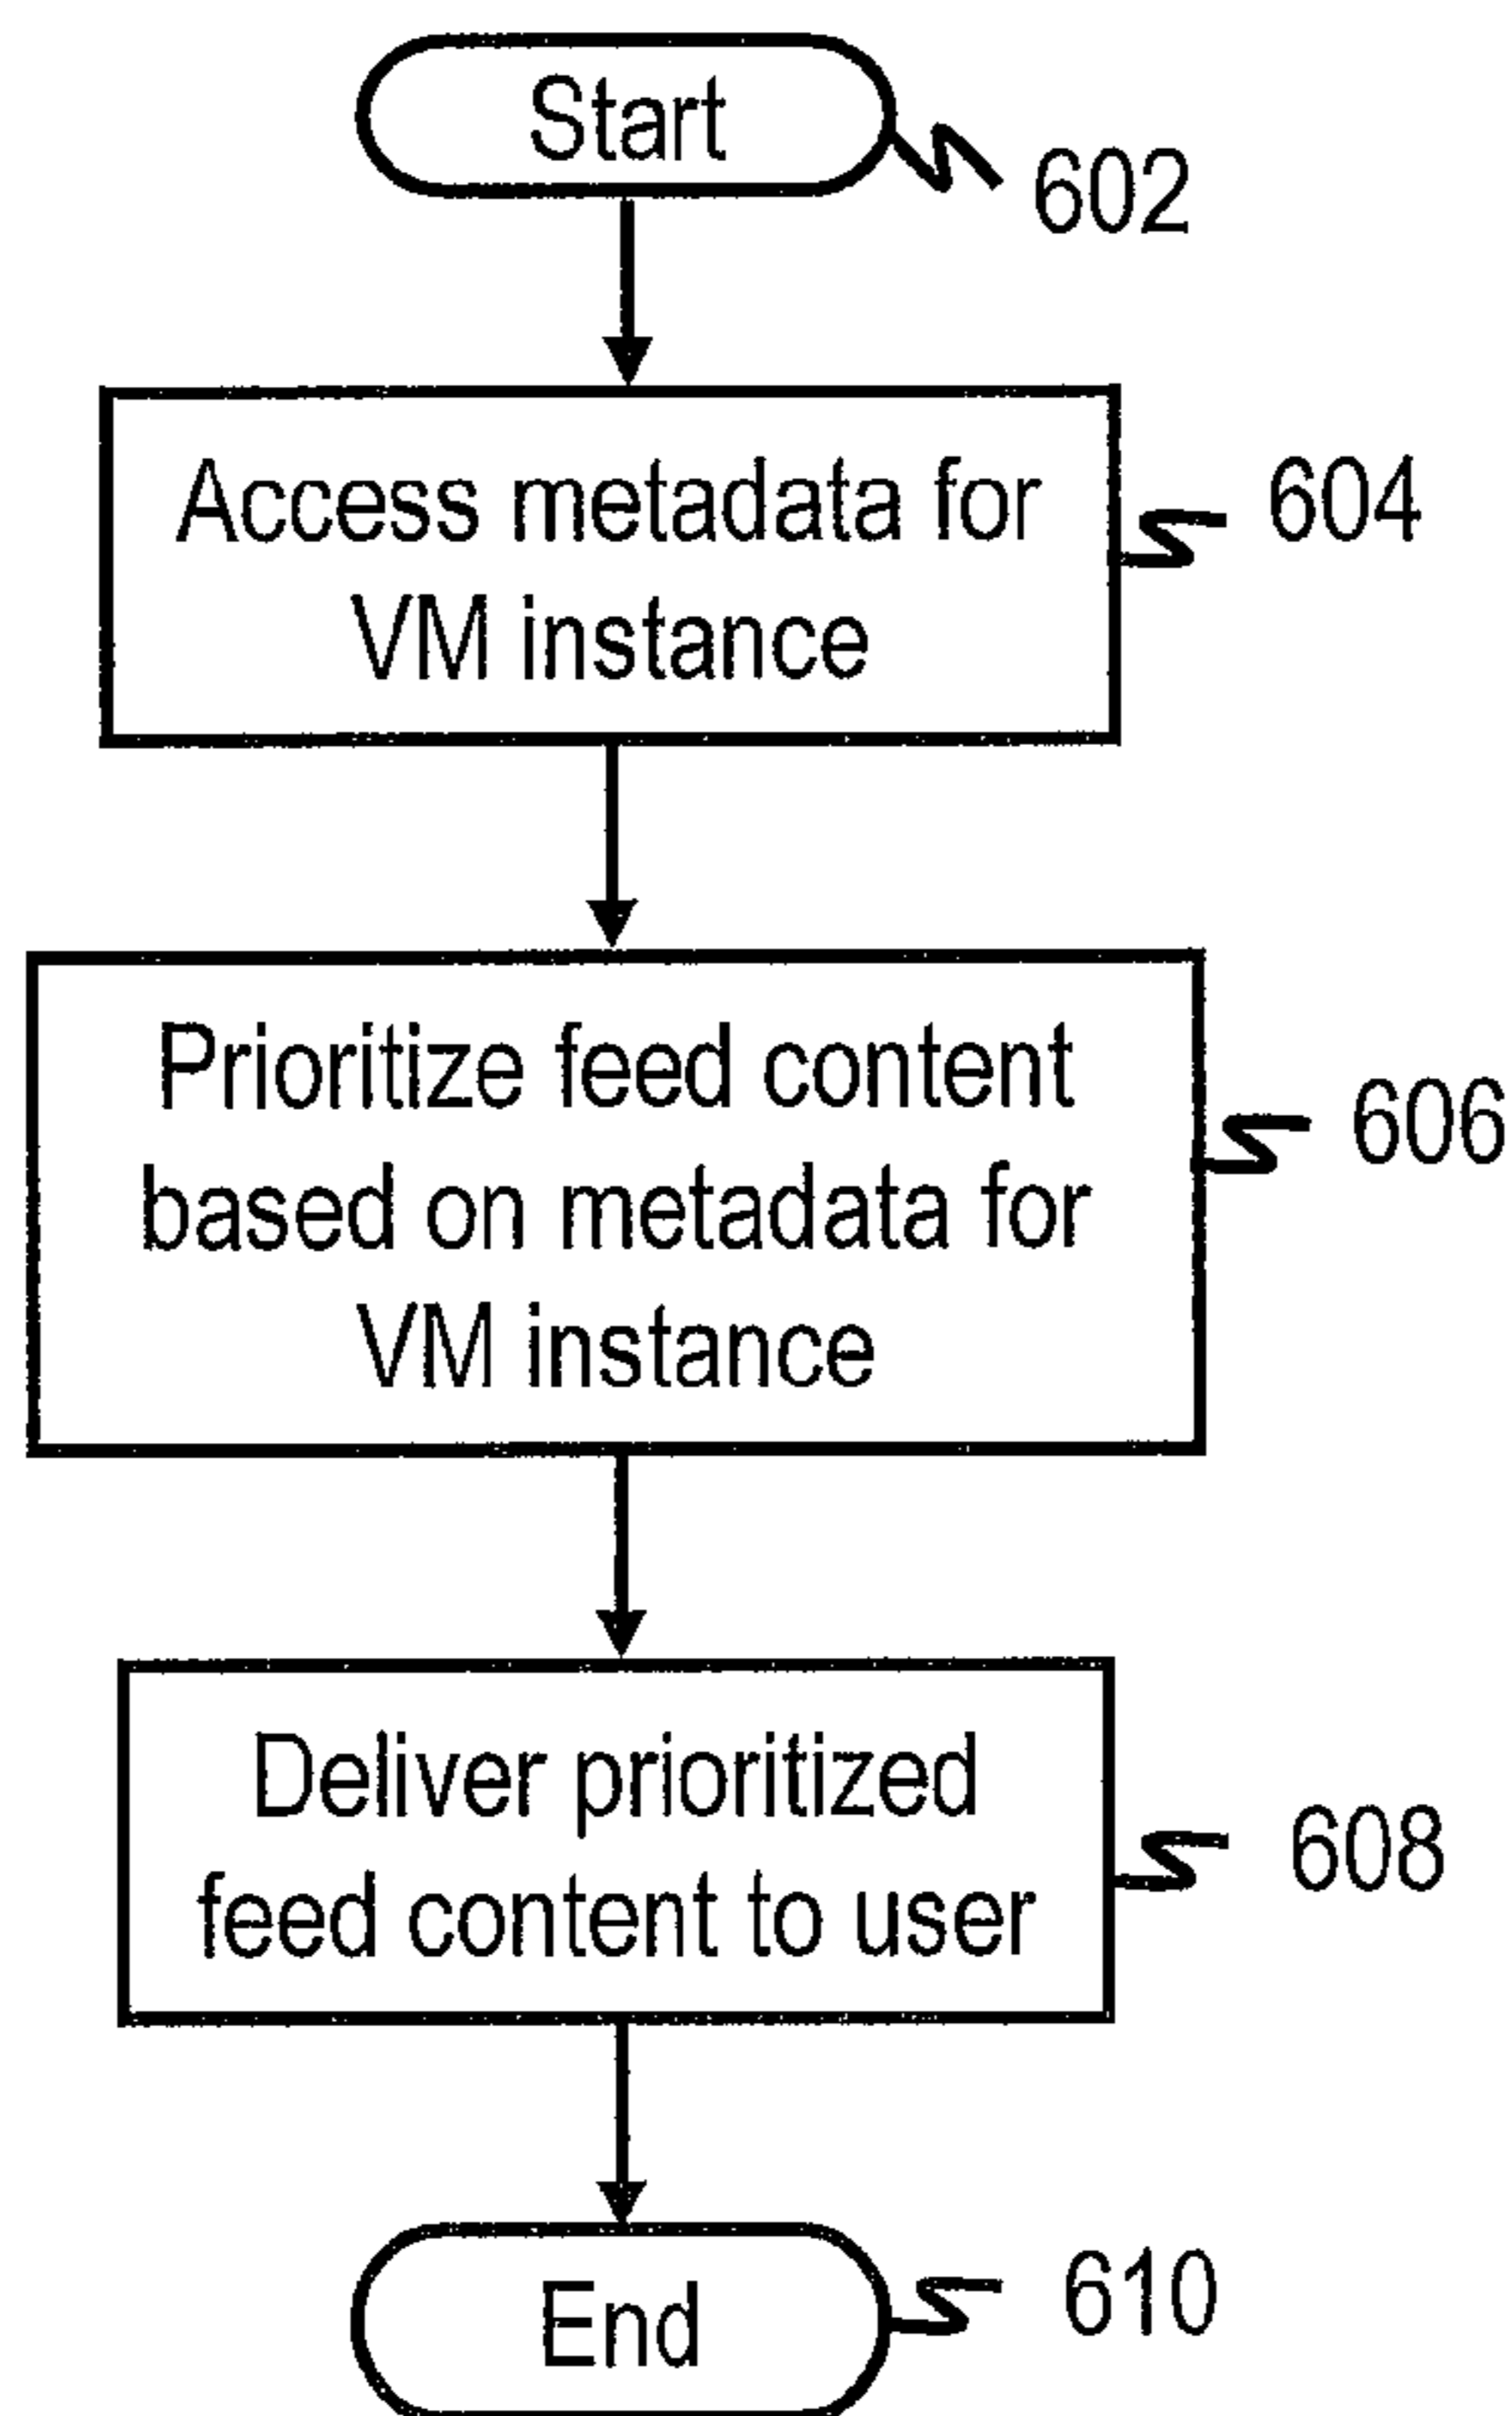 Start
602
Access metadata for
VM instance
604
Prioritize feed content
based on metadata for
VM instance
606
Deliver prioritized
feed content to user
608
End
610